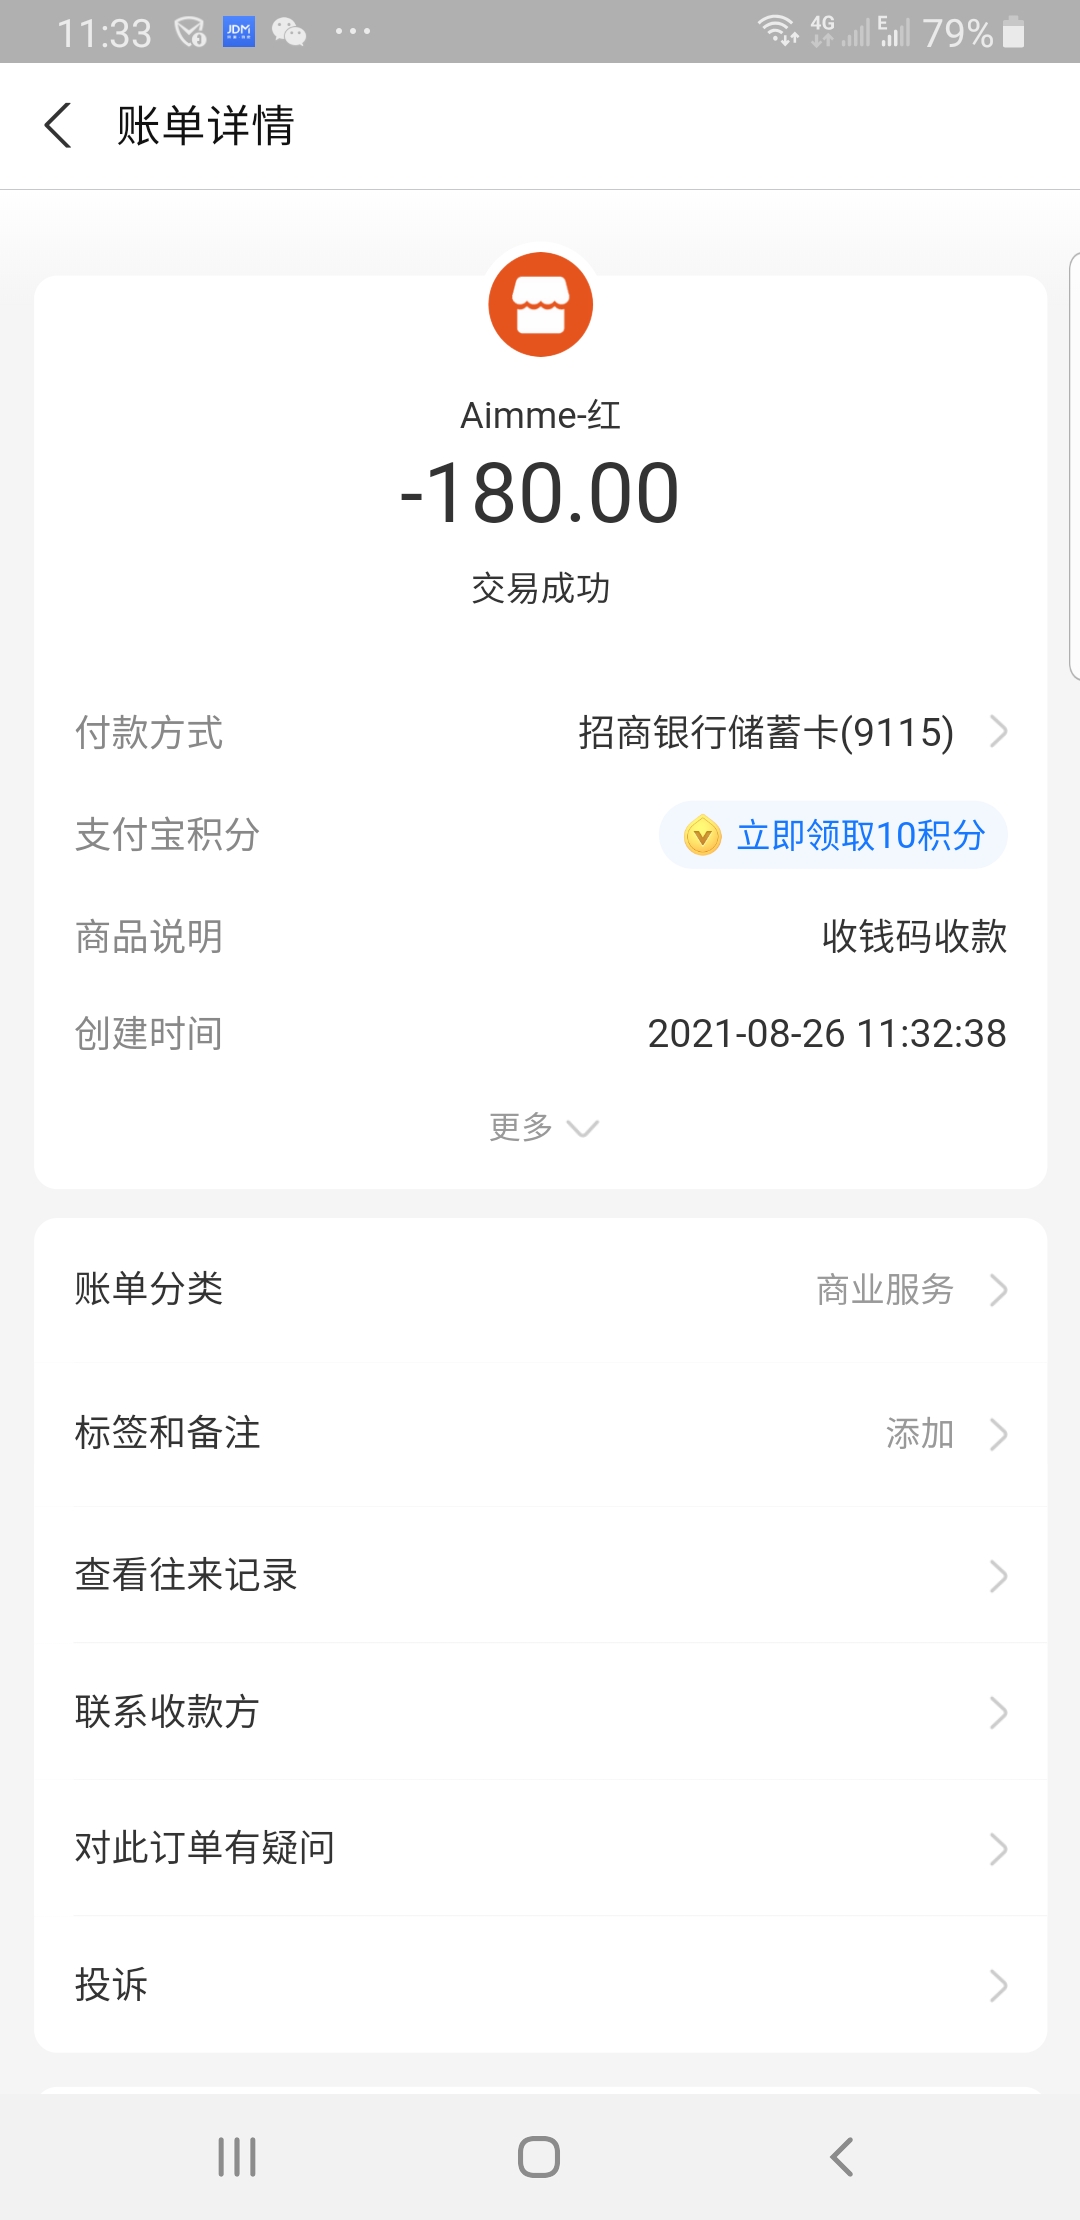 11:33 JDM 4G E 79%
账单详情
Aimme-红
-180.00
交易成功
付款方式 招商银行储蓄卡(9115)
支付宝积分 立即领取10积分
商品说明 收钱码收款
创建时间 2021-08-26 11:32:38
更多
账单分类 商业服务
标签和备注 添加
查看往来记录
联系收款方
对此订单有疑问
投诉